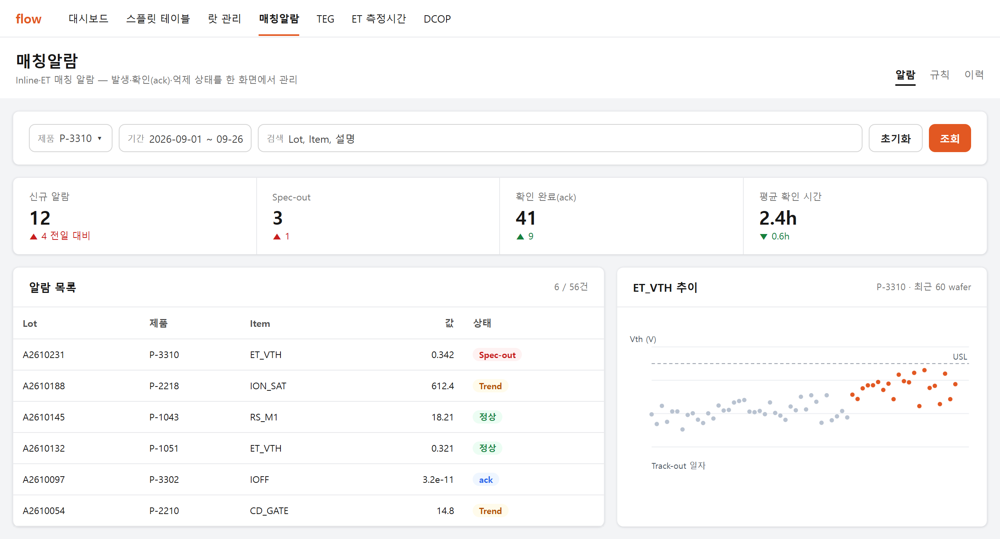 flow 대시보드 스플릿 테이블 랏 관리 매칭알람 TEG ET 측정시간 DCOP
매칭알람
Inline·ET 매칭 알람 — 발생·확인(ack)·억제 상태를 한 화면에서 관리
알람 규칙 이력
제품 P-3310 ▼ 기간 2026-09-01 ~ 09-26 검색 Lot, Item, 설명 초기화 조회
신규 알람
12
▲ 4 전일 대비
Spec-out
3
▲ 1
확인 완료(ack)
41
▲ 9
평균 확인 시간
2.4h
▼ 0.6h
알람 목록 6 / 56건
Lot 제품 Item 값 상태
A2610231 P-3310 ET_VTH 0.342 Spec-out
A2610188 P-2218 ION_SAT 612.4 Trend
A2610145 P-1043 RS_M1 18.21 정상
A2610132 P-1051 ET_VTH 0.321 정상
A2610097 P-3302 IOFF 3.2e-11 ack
A2610054 P-2210 CD_GATE 14.8 Trend
ET_VTH 추이 P-3310 · 최근 60 wafer
Vth (V)
USL
Track-out 일자